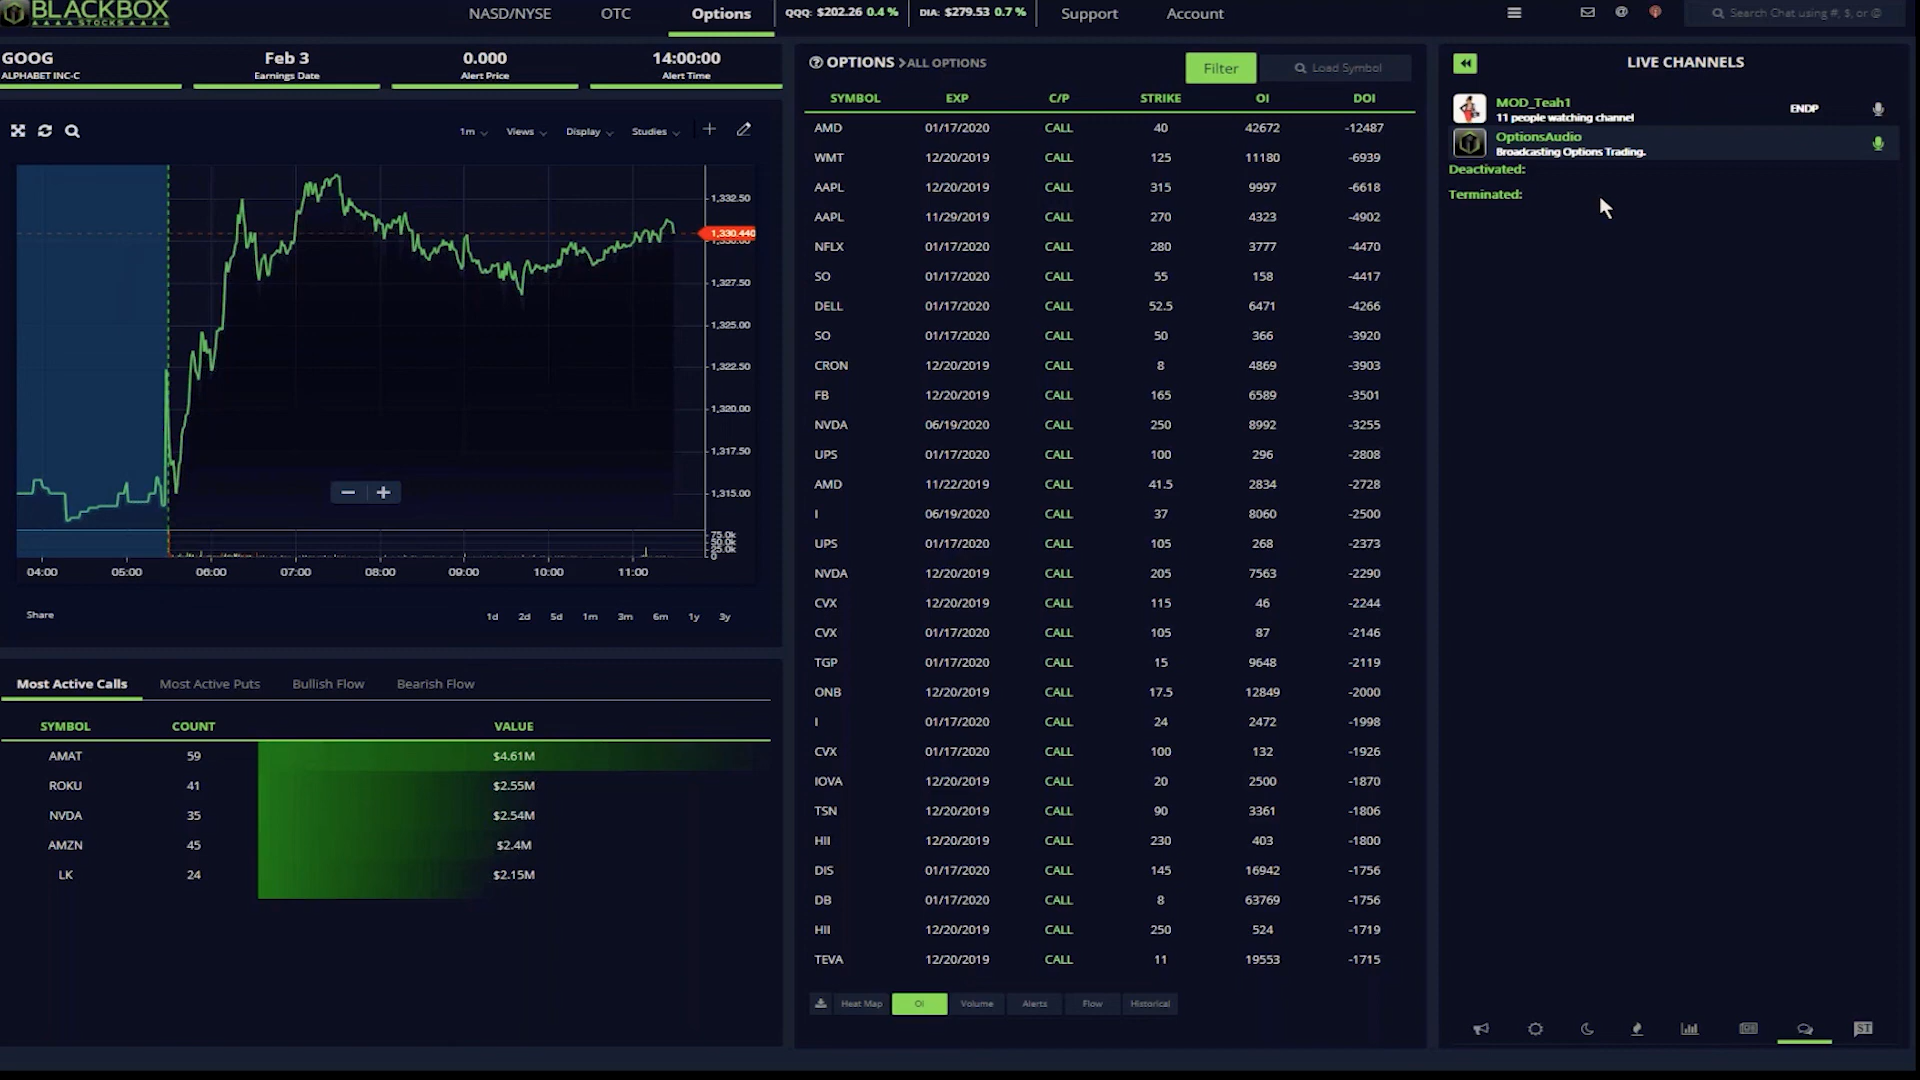 BLACKBOX
STOCKS
NASD/NYSE OTC Options QQQ: $202.26 0.4 % DIA: $279.53 0.7 % Support Account Search Chat using #, $, or @
GOOG Feb 3 0.000 14:00:00
ALPHABET INC-C Earnings Date Alert Price Alert Time
1m Views Display Studies
1,332.50
1,330.440
1,330.00
1,327.50
1,325.00
1,322.50
1,320.00
1,317.50
1,315.00
75.0k
50.0k
25.0k
0
04:00 05:00 06:00 07:00 08:00 09:00 10:00 11:00
Share 1d 2d 5d 1m 3m 6m 1y 3y
Most Active Calls Most Active Puts Bullish Flow Bearish Flow
SYMBOL COUNT VALUE
AMAT 59 $4.61M
ROKU 41 $2.55M
NVDA 35 $2.54M
AMZN 45 $2.4M
LK 24 $2.15M
OPTIONS >ALL OPTIONS Filter Load Symbol
SYMBOL EXP C/P STRIKE OI DOI
AMD 01/17/2020 CALL 40 42672 -12487
WMT 12/20/2019 CALL 125 11180 -6939
AAPL 12/20/2019 CALL 315 9997 -6618
AAPL 11/29/2019 CALL 270 4323 -4902
NFLX 01/17/2020 CALL 280 3777 -4470
SO 01/17/2020 CALL 55 158 -4417
DELL 01/17/2020 CALL 52.5 6471 -4266
SO 01/17/2020 CALL 50 366 -3920
CRON 12/20/2019 CALL 8 4869 -3903
FB 12/20/2019 CALL 165 6589 -3501
NVDA 06/19/2020 CALL 250 8992 -3255
UPS 01/17/2020 CALL 100 296 -2808
AMD 11/22/2019 CALL 41.5 2834 -2728
I 06/19/2020 CALL 37 8060 -2500
UPS 01/17/2020 CALL 105 268 -2373
NVDA 12/20/2019 CALL 205 7563 -2290
CVX 12/20/2019 CALL 115 46 -2244
CVX 01/17/2020 CALL 105 87 -2146
TGP 01/17/2020 CALL 15 9648 -2119
ONB 12/20/2019 CALL 17.5 12849 -2000
I 01/17/2020 CALL 24 2472 -1998
CVX 01/17/2020 CALL 100 132 -1926
IOVA 12/20/2019 CALL 20 2500 -1870
TSN 12/20/2019 CALL 90 3361 -1806
HII 12/20/2019 CALL 230 403 -1800
DIS 01/17/2020 CALL 145 16942 -1756
DB 01/17/2020 CALL 8 63769 -1756
HII 12/20/2019 CALL 250 524 -1719
TEVA 12/20/2019 CALL 11 19553 -1715
Heat Map OI Volume Alerts Flow Historical
LIVE CHANNELS
MOD_Teah1 ENDP
11 people watching channel
OptionsAudio
Broadcasting Options Trading.
Deactivated:
Terminated:
ST